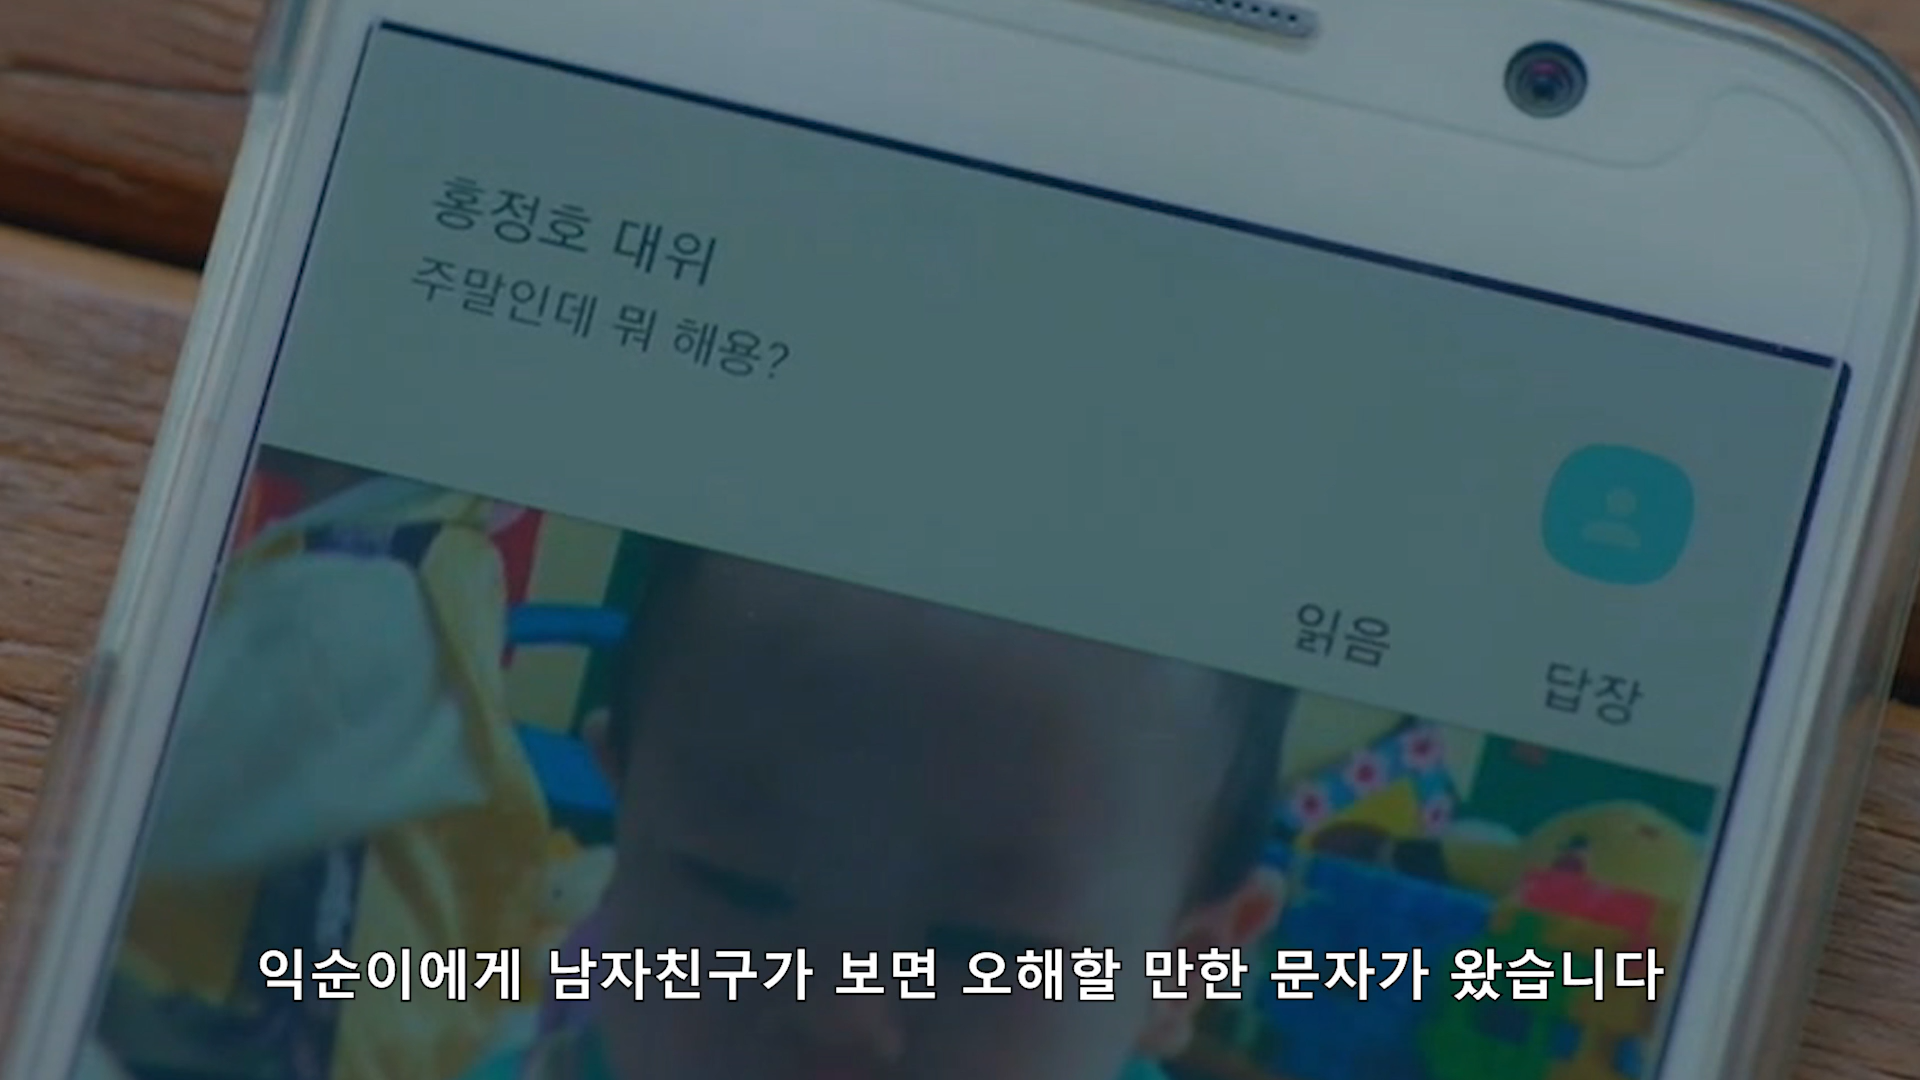 홍정호 대위
주말인데 뭐 해용?
읽음
답장
익순이에게 남자친구가 보면 오해할 만한 문자가 왔습니다